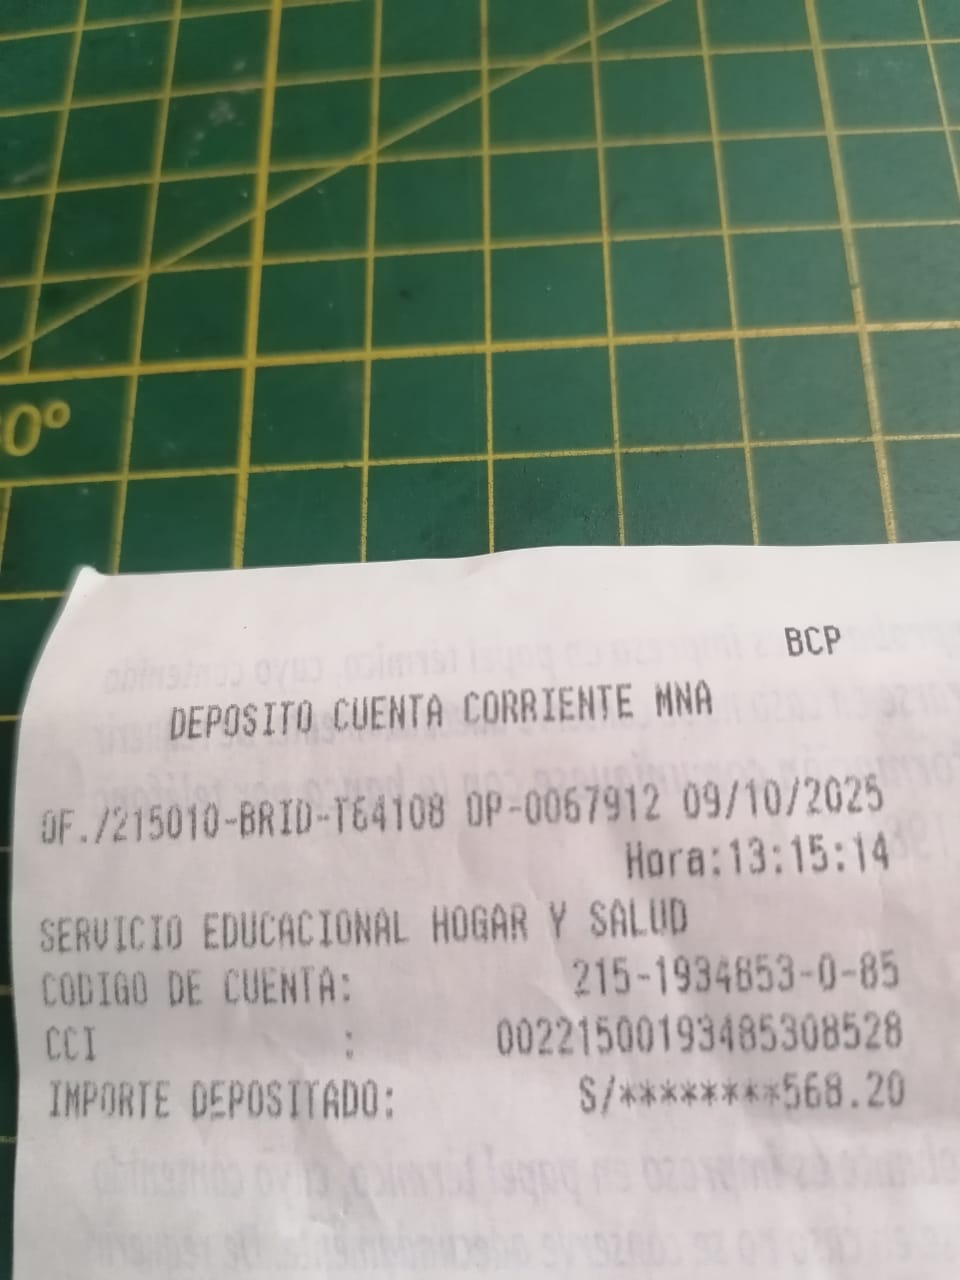 0°
BCP
DEPOSITO CUENTA CORRIENTE MNA
OF./215010-BRID-T64108 OP-0067912 09/10/2025
Hora:13:15:14
SERVICIO EDUCACIONAL HOGAR Y SALUD
CODIGO DE CUENTA: 215-1934853-0-85
CCI : 00221500193485308528
IMPORTE DEPOSITADO: S/********568.20